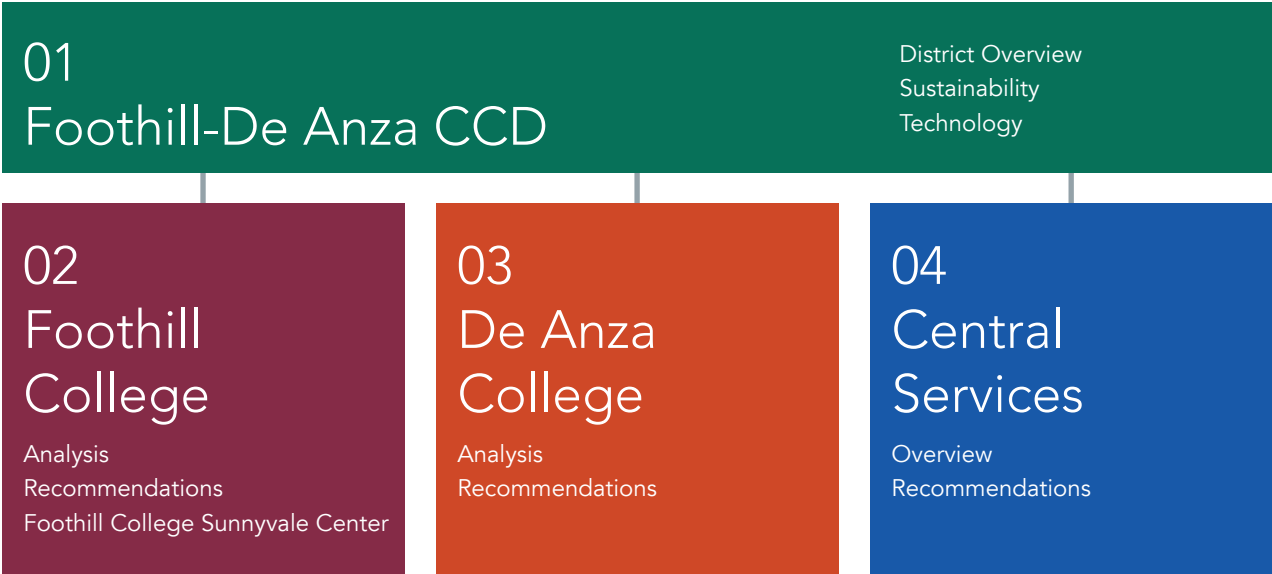 01
Foothill-De Anza CCD
District Overview
Sustainability
Technology
02
Foothill
College
Analysis
Recommendations
Foothill College Sunnyvale Center
03
De Anza
College
Analysis
Recommendations
04
Central
Services
Overview
Recommendations